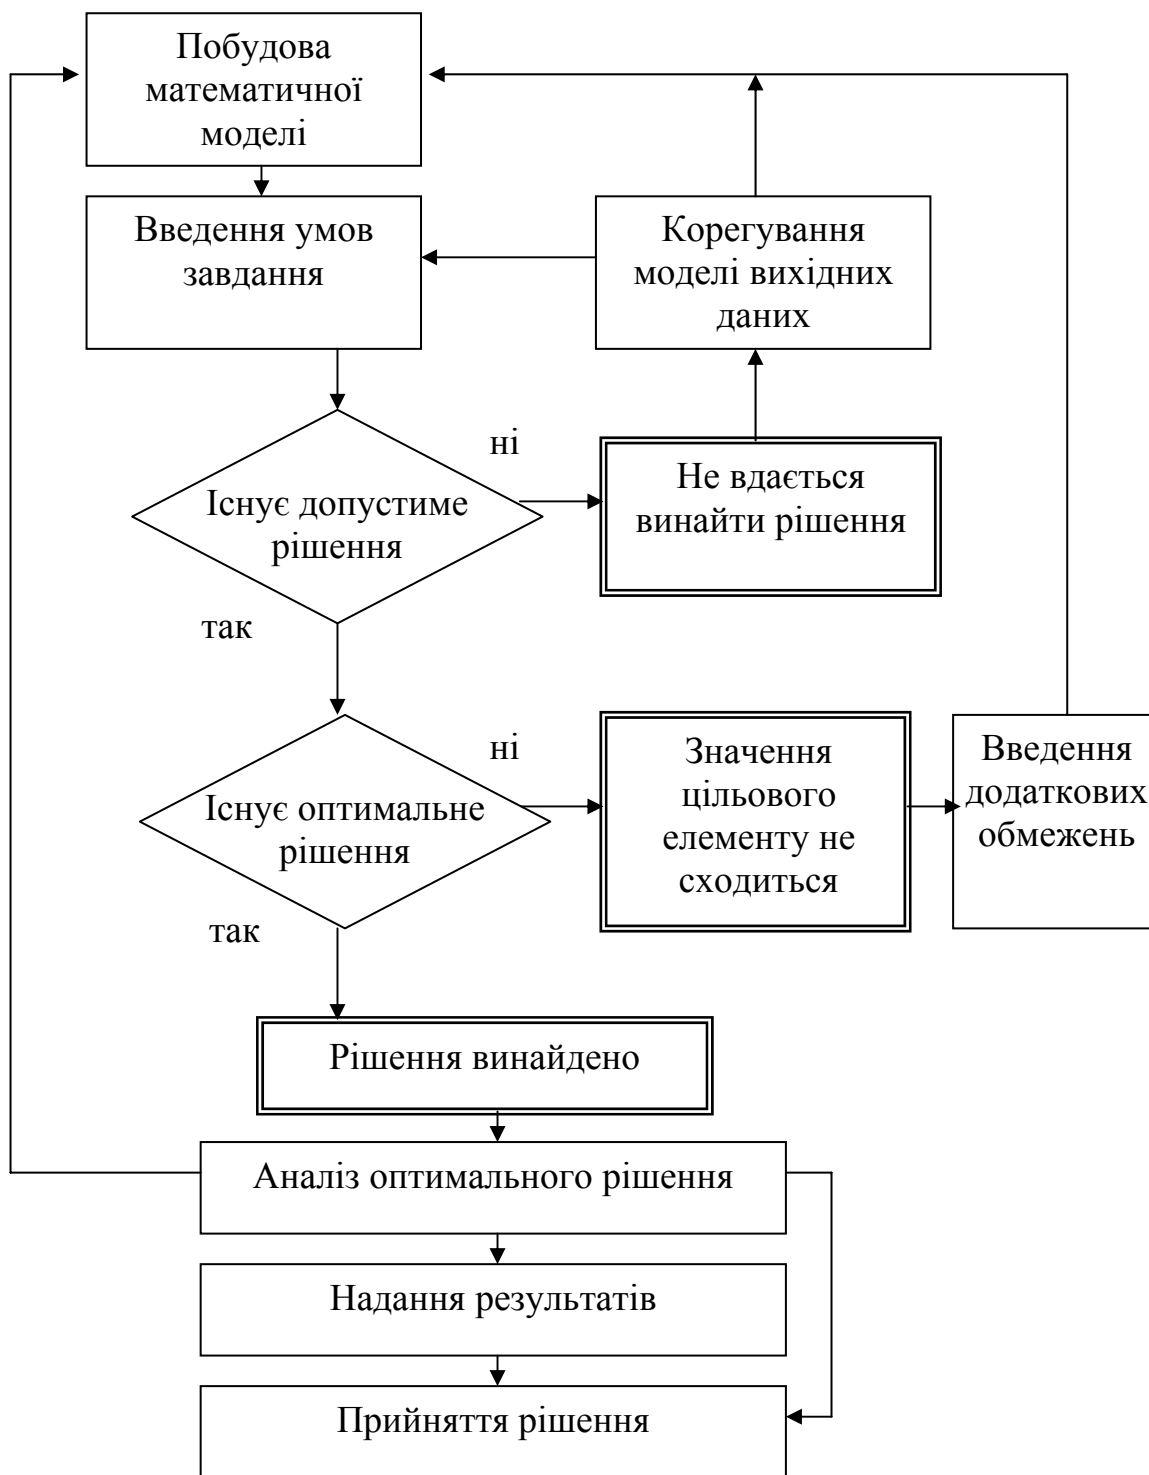 Побудова
математичної
моделі
Введення умов
завдання
Корегування
моделі вихідних
даних
Існує допустиме
рішення
ні
так
Не вдається
винайти рішення
Існує оптимальне
рішення
ні
так
Значення
цільового
елементу не
сходиться
Введення
додаткових
обмежень
Рішення винайдено
Аналіз оптимального рішення
Надання результатів
Прийняття рішення